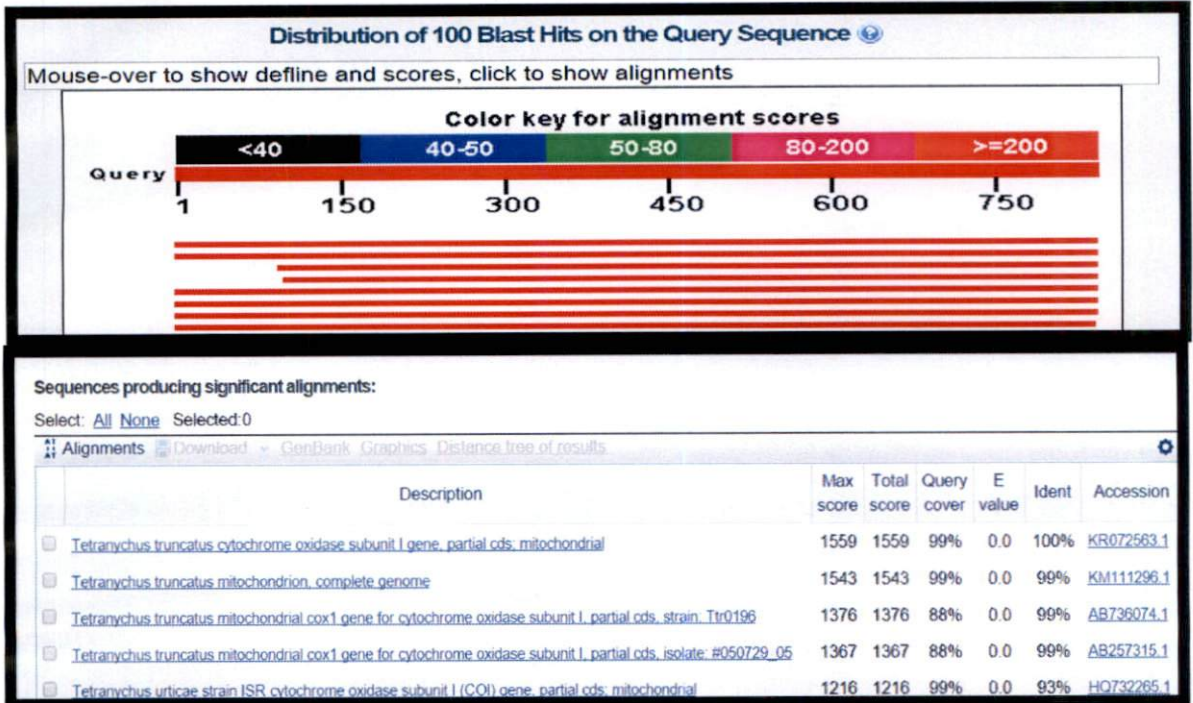 Distribution of 100 Blast Hits on the Query Sequence
Mouse-over to show defline and scores, click to show alignments
Color key for alignment scores
<40 40-50 50-80 80-200 >=200
Query
1 150 300 450 600 750
Sequences producing significant alignments:
Select: All None Selected:0
Alignments Download GenBank Graphics Distance tree of results
Description Max score Total score Query cover E value Ident Accession
Tetranychus truncatus cytochrome oxidase subunit I gene, partial cds; mitochondrial 1559 1559 99% 0.0 100% KR072563.1
Tetranychus truncatus mitochondrion, complete genome 1543 1543 99% 0.0 99% KM111296.1
Tetranychus truncatus mitochondrial cox1 gene for cytochrome oxidase subunit I, partial cds, strain: Ttr0196 1376 1376 88% 0.0 99% AB736074.1
Tetranychus truncatus mitochondrial cox1 gene for cytochrome oxidase subunit I, partial cds, isolate: #050729_05 1367 1367 88% 0.0 99% AB257315.1
Tetranychus urticae strain ISR cytochrome oxidase subunit I (COI) gene, partial cds; mitochondrial 1216 1216 99% 0.0 93% HQ732265.1